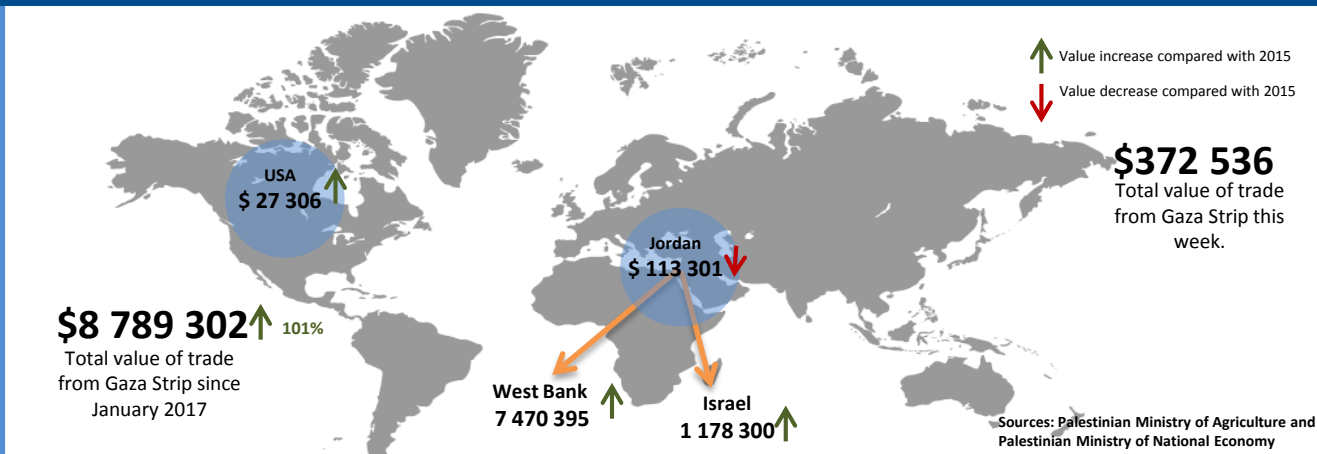 Value increase compared with 2015
Value decrease compared with 2015
$372 536
Total value of trade
from Gaza Strip this
week.
USA
$ 27 306
Jordan
$ 113 301
$8 789 302 101%
Total value of trade
from Gaza Strip since
January 2017
West Bank
7 470 395
Israel
1 178 300
Sources: Palestinian Ministry of Agriculture and
Palestinian Ministry of National Economy